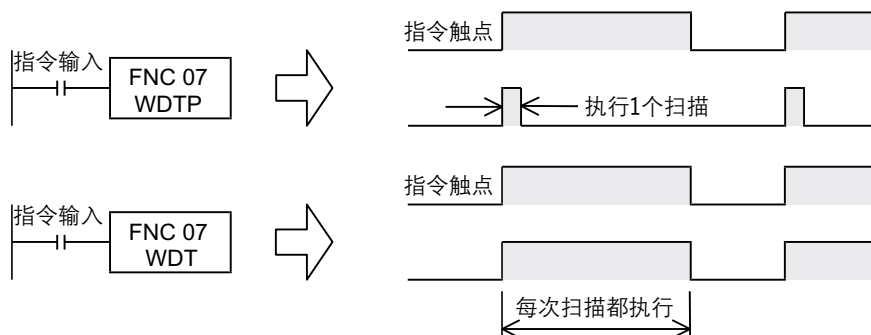 指令输入
FNC 07
WDTP
指令触点
执行1个扫描
指令输入
FNC 07
WDT
指令触点
每次扫描都执行